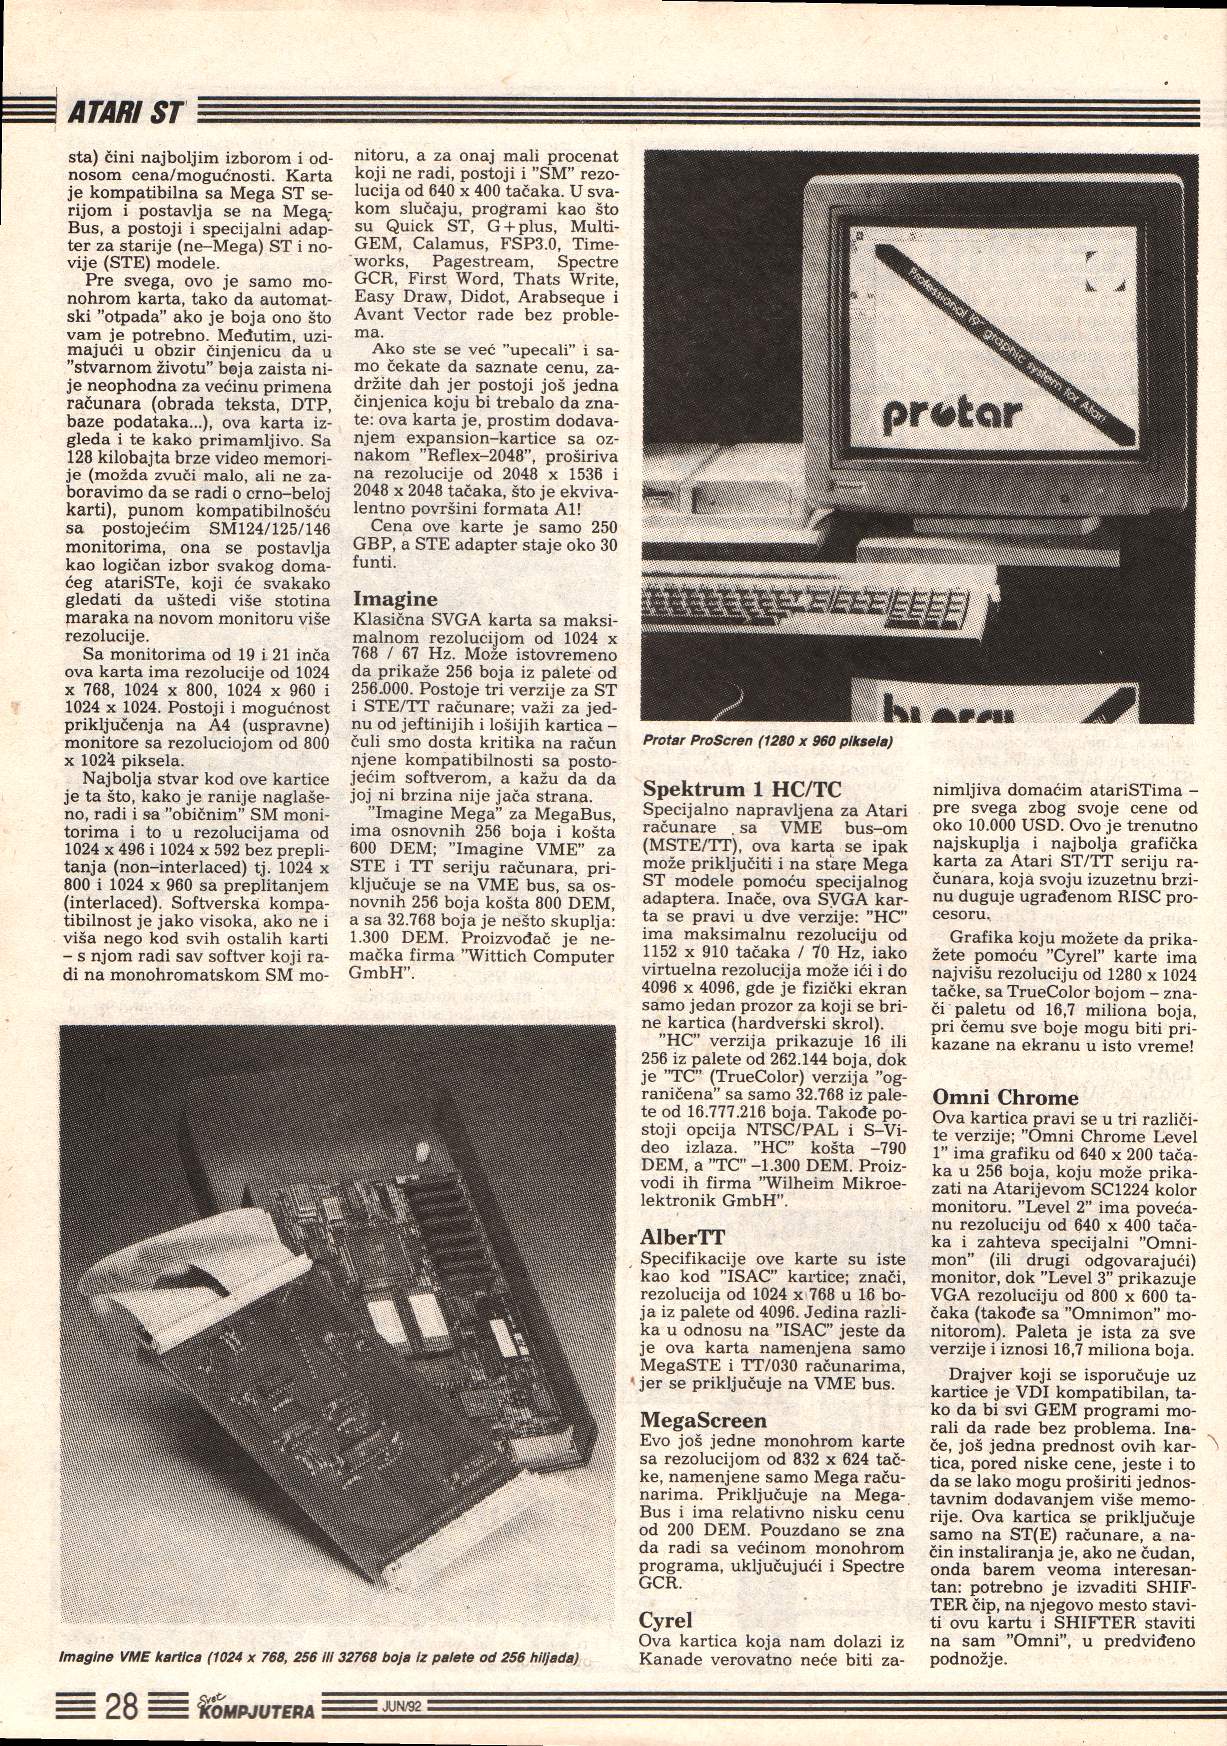 ATARI ST
sta) čini najboljim izborom i od-
nosom cena/mogućnosti. Karta
je kompatibilna sa Mega ST se-
rijom i postavlja se na Mega-
Bus, a postoji i specijalni adap-
ter za starije (ne–Mega) ST i no-
vije (STE) modele.
Pre svega, ovo je samo mo-
nohrom karta, tako da automat-
ski ”otpada” ako je boja ono što
vam je potrebno. Međutim, uzi-
majući u obzir činjenicu da u
”stvarnom životu” boja zaista ni-
je neophodna za većinu primena
računara (obrada teksta, DTP,
baze podataka...), ova karta iz-
gleda i te kako primamljivo. Sa
128 kilobajta brze video memori-
je (možda zvuči malo, ali ne za-
boravimo da se radi o crno–beloj
karti), punom kompatibilnošću
sa postojećim SM124/125/146
monitorima, ona se postavlja
kao logičan izbor svakog doma-
ćeg atariSTe, koji će svakako
gledati da uštedi više stotina
maraka na novom monitoru više
rezolucije.
Sa monitorima od 19 i 21 inča
ova karta ima rezolucije od 1024
x 768, 1024 x 800, 1024 x 960 i
1024 x 1024. Postoji i mogućnost
priključenja na A4 (uspravne)
monitore sa rezoluciojom od 800
x 1024 piksela.
Najbolja stvar kod ove kartice
je ta što, kako je ranije naglaše-
no, radi i sa ”običnim” SM moni-
torima i to u rezolucijama od
1024 x 496 i 1024 x 592 bez prepli-
tanja (non–interlaced) tj. 1024 x
800 i 1024 x 960 sa preplitanjem
(interlaced). Softverska kompa-
tibilnost je jako visoka, ako ne i
viša nego kod svih ostalih karti
– s njom radi sav softver koji ra-
di na monohromatskom SM mo-
nitoru, a za onaj mali procenat
koji ne radi, postoji i ”SM” rezo-
lucija od 640 x 400 tačaka. U sva-
kom slučaju, programi kao što
su Quick ST, G+plus, Multi-
GEM, Calamus, FSP3.0, Time-
works, Pagestream, Spectre
GCR, First Word, Thats Write,
Easy Draw, Didot, Arabseque i
Avant Vector rade bez proble-
ma.
Ako ste se već ”upecali” i sa-
mo čekate da saznate cenu, za-
držite dah jer postoji još jedna
činjenica koju bi trebalo da zna-
te: ova karta je, prostim dodava-
njem expansion–kartice sa oz-
nakom ”Reflex–2048”, proširiva
na rezolucije od 2048 x 1536 i
2048 x 2048 tačaka, što je ekviva-
lentno površini formata A1!
Cena ove karte je samo 250
GBP, a STE adapter staje oko 30
funti.
Imagine
Klasična SVGA karta sa maksi-
malnom rezolucijom od 1024 x
768 / 67 Hz. Može istovremeno
da prikaže 256 boja iz palete od
256.000. Postoje tri verzije za ST
i STE/TT računare; važi za jed-
nu od jeftinijih i lošijih kartica –
čuli smo dosta kritika na račun
njene kompatibilnosti sa posto-
jećim softverom, a kažu da da
joj ni brzina nije jača strana.
”Imagine Mega” za MegaBus,
ima osnovnih 256 boja i košta
600 DEM; ”Imagine VME” za
STE i TT seriju računara, pri-
ključuje se na VME bus, sa os-
novnih 256 boja košta 800 DEM,
a sa 32.768 boja je nešto skuplja:
1.300 DEM. Proizvođač je ne-
mačka firma ”Wittich Computer
GmbH”.
Professional 19" graphic system for Atari
protar
protar
Protar ProScren (1280 x 960 piksela)
Spektrum 1 HC/TC
Specijalno napravljena za Atari
računare sa VME bus–om
(MSTE/TT), ova karta se ipak
može priključiti i na stare Mega
ST modele pomoću specijalnog
adaptera. Inače, ova SVGA kar-
ta se pravi u dve verzije: ”HC”
ima maksimalnu rezoluciju od
1152 x 910 tačaka / 70 Hz, iako
virtuelna rezolucija može ići i do
4096 x 4096, gde je fizički ekran
samo jedan prozor za koji se bri-
ne kartica (hardverski skrol).
”HC” verzija prikazuje 16 ili
256 iz palete od 262.144 boja, dok
je ”TC” (TrueColor) verzija ”og-
raničena” sa samo 32.768 iz pale-
te od 16.777.216 boja. Takođe po-
stoji opcija NTSC/PAL i S–Vi-
deo izlaza. ”HC” košta –790
DEM, a ”TC” –1.300 DEM. Proiz-
vodi ih firma ”Wilheim Mikroe-
lektronik GmbH”.
AlberTT
Specifikacije ove karte su iste
kao kod ”ISAC” kartice; znači,
rezolucija od 1024 x 768 u 16 bo-
ja iz palete od 4096. Jedina razli-
ka u odnosu na ”ISAC” jeste da
je ova karta namenjena samo
MegaSTE i TT/030 računarima,
jer se priključuje na VME bus.
MegaScreen
Evo još jedne monohrom karte
sa rezolucijom od 832 x 624 tač-
ke, namenjene samo Mega raču-
narima. Priključuje na Mega-
Bus i ima relativno nisku cenu
od 200 DEM. Pouzdano se zna
da radi sa većinom monohrom
programa, uključujući i Spectre
GCR.
Cyrel
Ova kartica koja nam dolazi iz
Kanade verovatno neće biti za-
nimljiva domaćim atariSTima –
pre svega zbog svoje cene od
oko 10.000 USD. Ovo je trenutno
najskuplja i najbolja grafička
karta za Atari ST/TT seriju ra-
čunara, koja svoju izuzetnu brzi-
nu duguje ugrađenom RISC pro-
cesoru.
Grafika koju možete da prika-
žete pomoću ”Cyrel” karte ima
najvišu rezoluciju od 1280 x 1024
tačke, sa TrueColor bojom – zna-
či paletu od 16,7 miliona boja,
pri čemu sve boje mogu biti pri-
kazane na ekranu u isto vreme!
Omni Chrome
Ova kartica pravi se u tri različi-
te verzije; ”Omni Chrome Level
1” ima grafiku od 640 x 200 tača-
ka u 256 boja, koju može prika-
zati na Atarijevom SC1224 kolor
monitoru. ”Level 2” ima poveća-
nu rezoluciju od 640 x 400 tača-
ka i zahteva specijalni ”Omni-
mon” (ili drugi odgovarajući)
monitor, dok ”Level 3” prikazuje
VGA rezoluciju od 800 x 600 ta-
čaka (takođe sa ”Omnimon” mo-
nitorom). Paleta je ista za sve
verzije i iznosi 16,7 miliona boja.
Drajver koji se isporučuje uz
kartice je VDI kompatibilan, ta-
ko da bi svi GEM programi mo-
rali da rade bez problema. Ina-
če, još jedna prednost ovih kar-
tica, pored niske cene, jeste i to
da se lako mogu proširiti jednos-
tavnim dodavanjem više memo-
rije. Ova kartica se priključuje
samo na ST(E) računare, a na-
čin instaliranja je, ako ne čudan,
onda barem veoma interesan-
tan: potrebno je izvaditi SHIF-
TER čip, na njegovo mesto stavi-
ti ovu kartu i SHIFTER staviti
na sam ”Omni”, u predviđeno
podnožje.
Imagine VME kartica (1024 x 768, 256 ili 32768 boja iz palete od 256 hiljada)
28 Svet KOMPJUTERA JUN/92